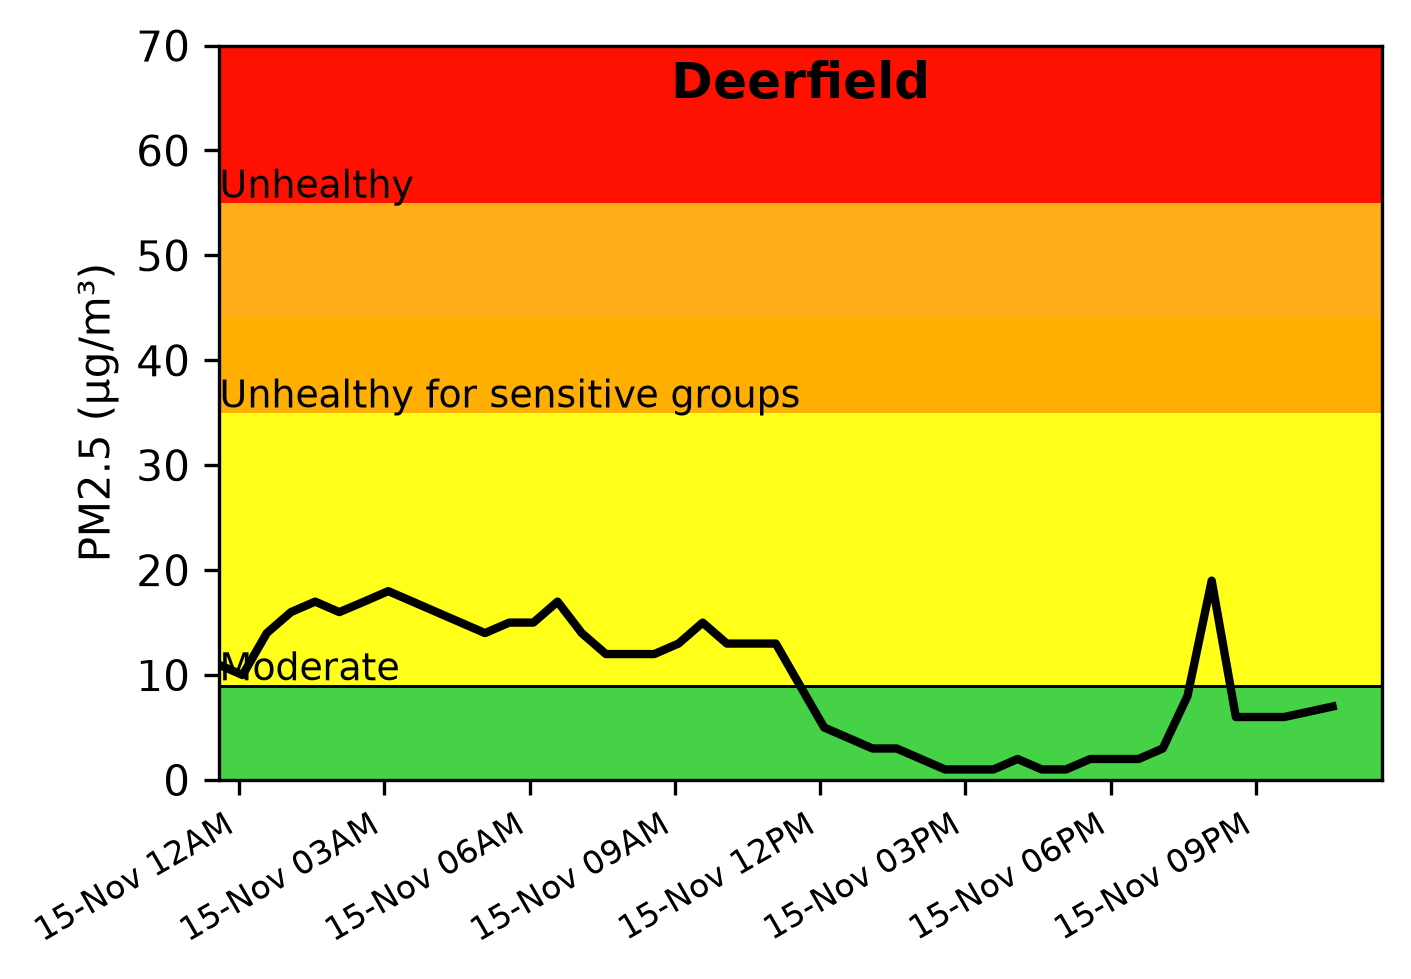 Deerfield
70
60
Unhealthy
50
40
Unhealthy for sensitive groups
30
20
Moderate
10
0
PM2.5 (µg/m³)
15-Nov 12AM
15-Nov 03AM
15-Nov 06AM
15-Nov 09AM
15-Nov 12PM
15-Nov 03PM
15-Nov 06PM
15-Nov 09PM